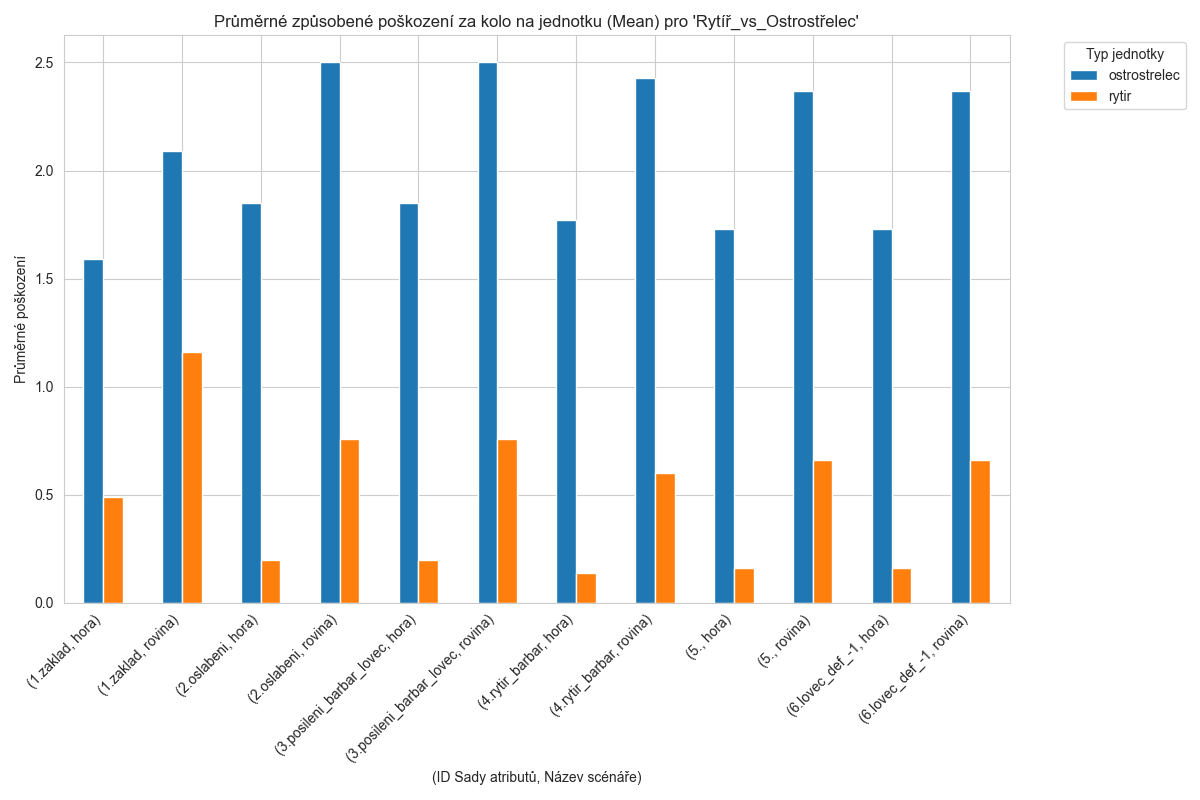 Průměrné způsobené poškození za kolo na jednotku (Mean) pro 'Rytíř_vs_Ostrostřelec'
Typ jednotky
ostrostrelec
rytir
Průměrné poškození
2.5
2.0
1.5
1.0
0.5
0.0
(1.zaklad, hora)
(1.zaklad, rovina)
(2.oslabeni, hora)
(2.oslabeni, rovina)
(3.posileni_barbar_lovec, hora)
(3.posileni_barbar_lovec, rovina)
(4.rytir_barbar, hora)
(4.rytir_barbar, rovina)
(5., hora)
(5., rovina)
(6.lovec_def_-1, hora)
(6.lovec_def_-1, rovina)
(ID Sady atributů, Název scénáře)